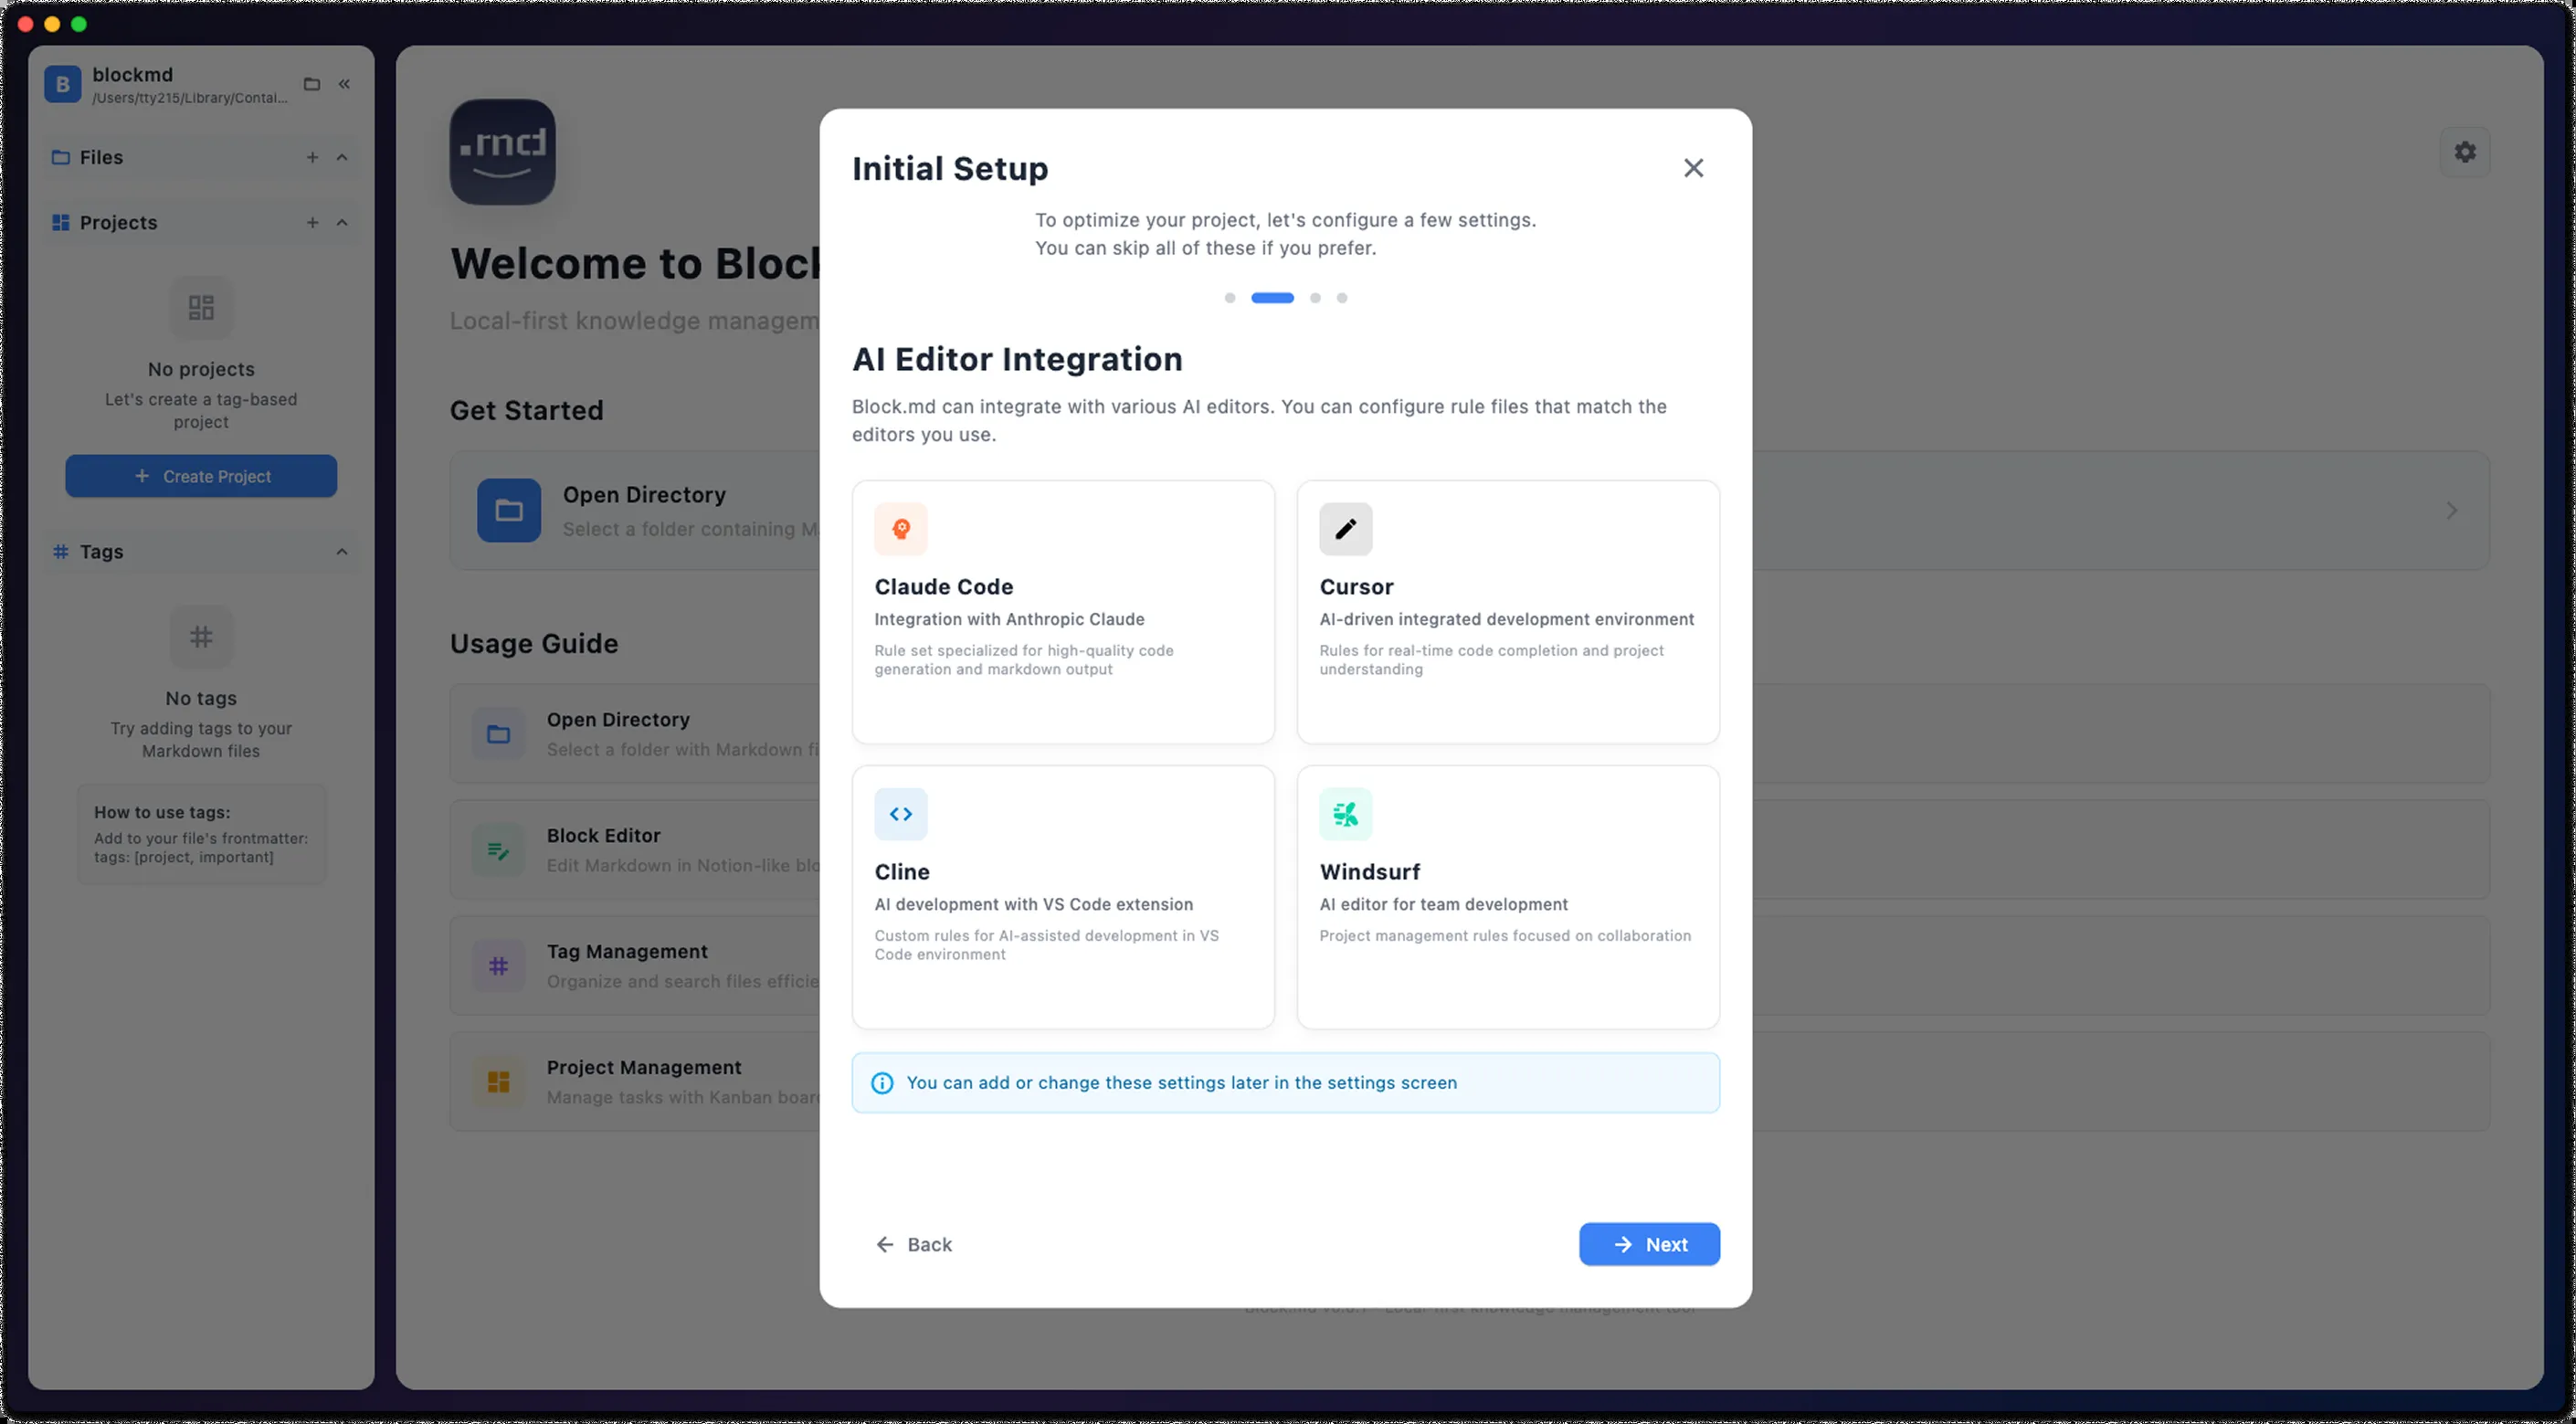 B
blockmd
/Users/tty215/Library/Contai...
Files
Projects
No projects
Let's create a tag-based
project
Create Project
Tags
No tags
Try adding tags to your
Markdown files
How to use tags:
Add to your file's frontmatter:
tags: [project, important]
Welcome to Block
Local-first knowledge managem
Get Started
Open Directory
Select a folder containing M
Usage Guide
Open Directory
Select a folder with Markdown fi
Block Editor
Edit Markdown in Notion-like blo
Tag Management
Organize and search files efficie
Project Management
Manage tasks with Kanban boar
Initial Setup
To optimize your project, let's configure a few settings.
You can skip all of these if you prefer.
AI Editor Integration
Block.md can integrate with various AI editors. You can configure rule files that match the
editors you use.
Claude Code
Integration with Anthropic Claude
Rule set specialized for high-quality code
generation and markdown output
Cursor
AI-driven integrated development environment
Rules for real-time code completion and project
understanding
Cline
AI development with VS Code extension
Custom rules for AI-assisted development in VS
Code environment
Windsurf
AI editor for team development
Project management rules focused on collaboration
You can add or change these settings later in the settings screen
Back
Next